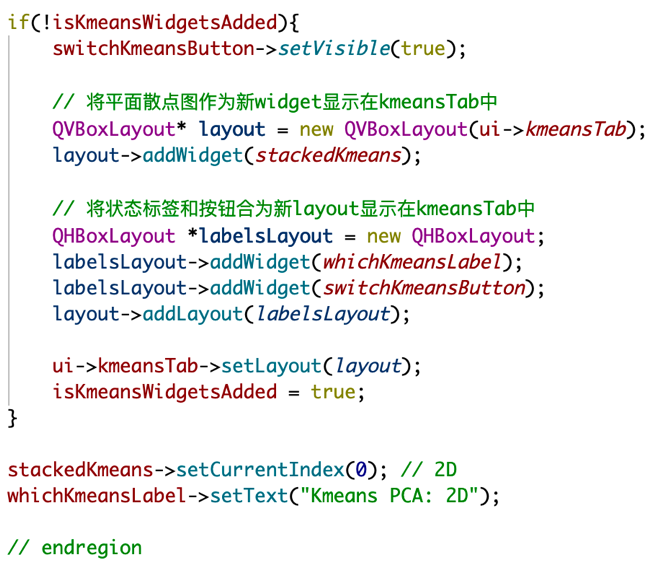 if(!isKmeansWidgetsAdded){
    switchKmeansButton->setVisible(true);

    // 将平面散点图作为新widget显示在kmeansTab中
    QVBoxLayout* layout = new QVBoxLayout(ui->kmeansTab);
    layout->addWidget(stackedKmeans);

    // 将状态标签和按钮合为新layout显示在kmeansTab中
    QHBoxLayout *labelsLayout = new QHBoxLayout;
    labelsLayout->addWidget(whichKmeansLabel);
    labelsLayout->addWidget(switchKmeansButton);
    layout->addLayout(labelsLayout);

    ui->kmeansTab->setLayout(layout);
    isKmeansWidgetsAdded = true;
}

stackedKmeans->setCurrentIndex(0); // 2D
whichKmeansLabel->setText("Kmeans PCA: 2D");

// endregion